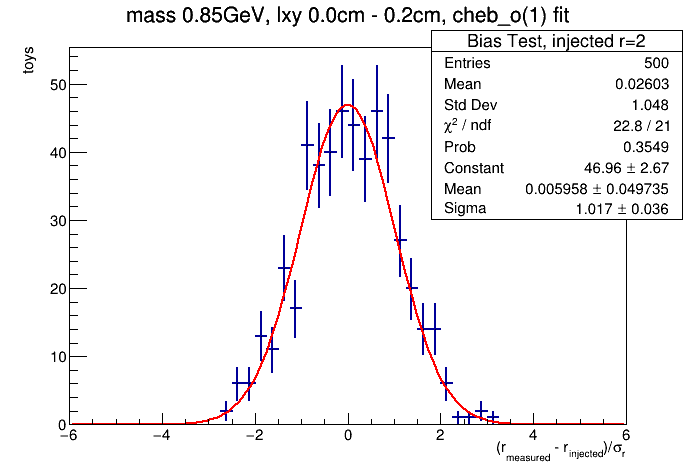 mass 0.85GeV, lxy 0.0cm - 0.2cm, cheb_o(1) fit
Bias Test, injected r=2
Entries 500
Mean 0.02603
Std Dev 1.048
χ² / ndf 22.8 / 21
Prob 0.3549
Constant 46.96 ± 2.67
Mean 0.005958 ± 0.049735
Sigma 1.017 ± 0.036
toys
50
40
30
20
10
0
−6 −4 −2 0 2 4 6
(r_measured - r_injected)/σ_r